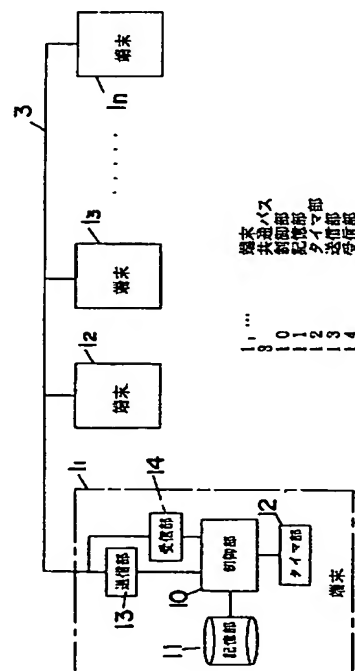 3
端末
1n
......
13
端末
12
端末
11
14
受信部
送信部
13
10
制御部
12
タイマ部
11
記憶部
端末
1₁ … 端末
3 共通バス
10 制御部
11 記憶部
12 タイマ部
13 送信部
14 受信部